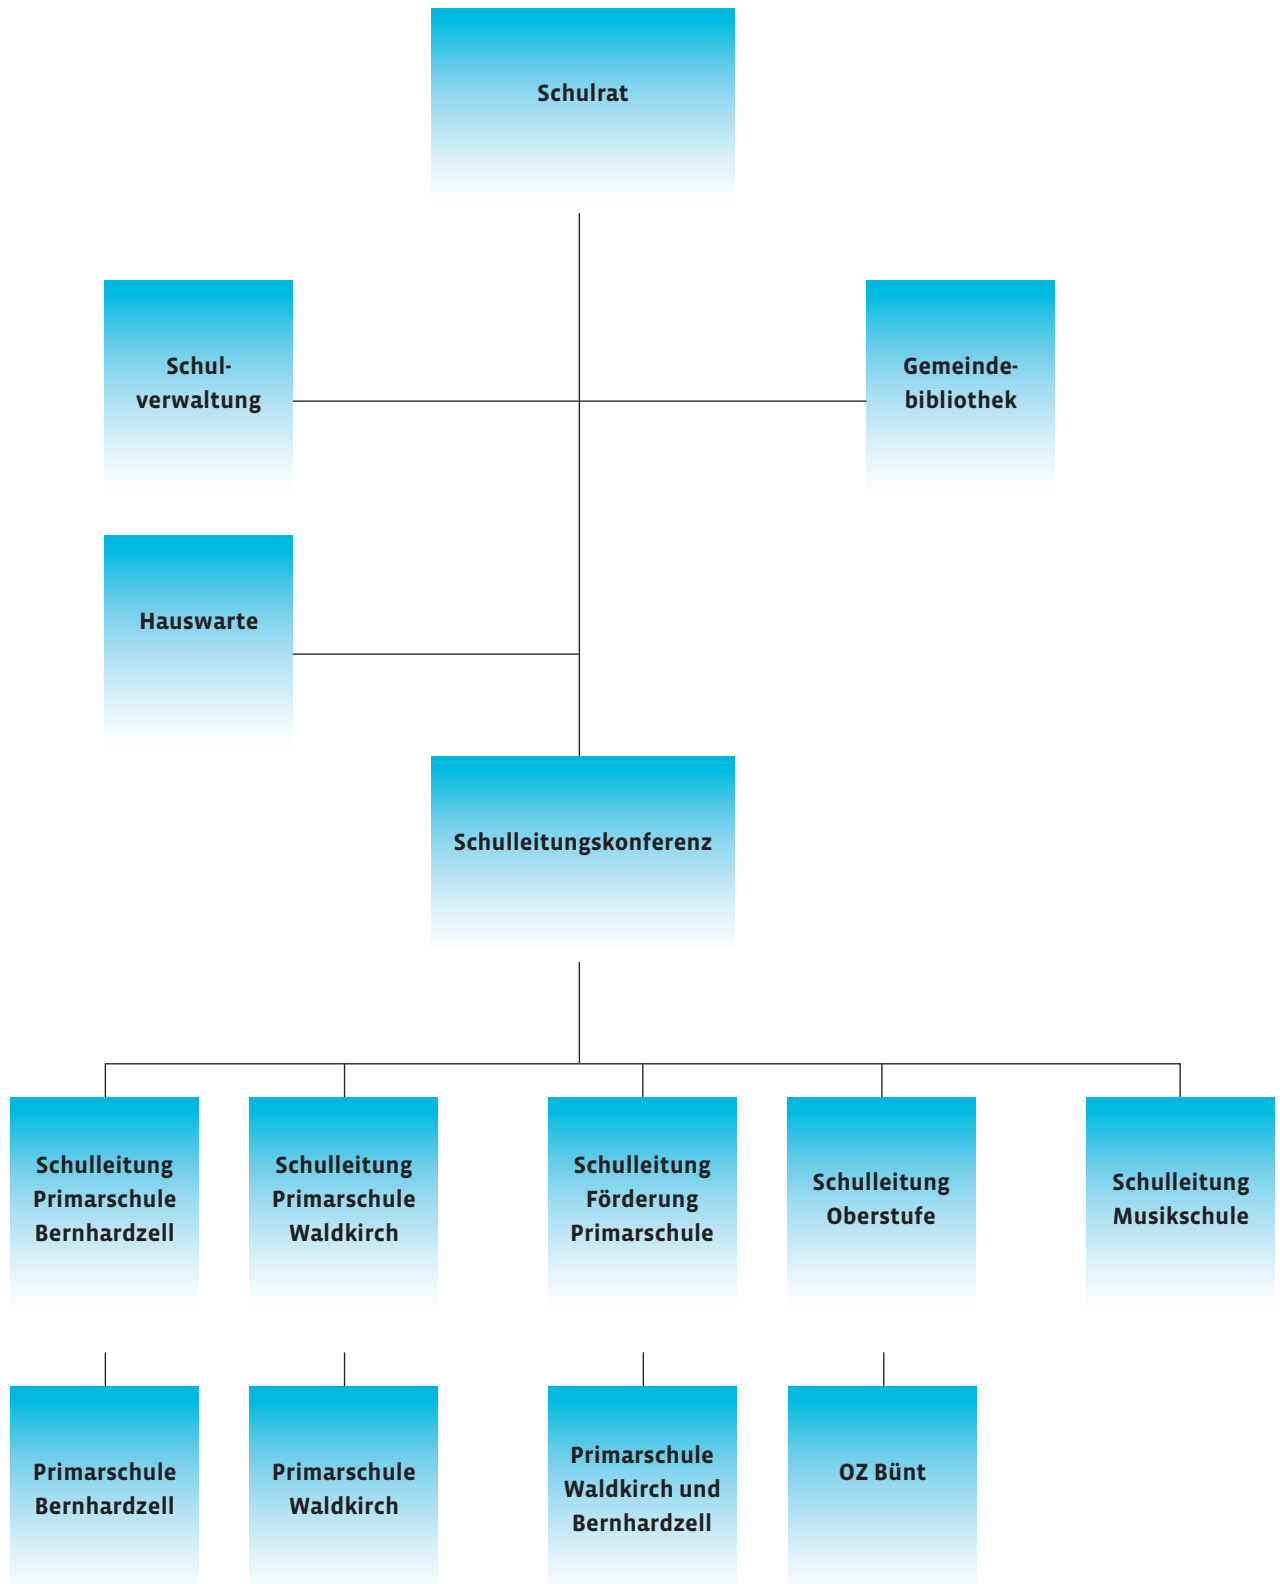 Schulrat
Schul-
verwaltung
Gemeinde-
bibliothek
Hauswarte
Schulleitungskonferenz
Schulleitung
Primarschule
Bernhardzell
Schulleitung
Primarschule
Waldkirch
Schulleitung
Förderung
Primarschule
Schulleitung
Oberstufe
Schulleitung
Musikschule
Primarschule
Bernhardzell
Primarschule
Waldkirch
Primarschule
Waldkirch und
Bernhardzell
OZ Bünt